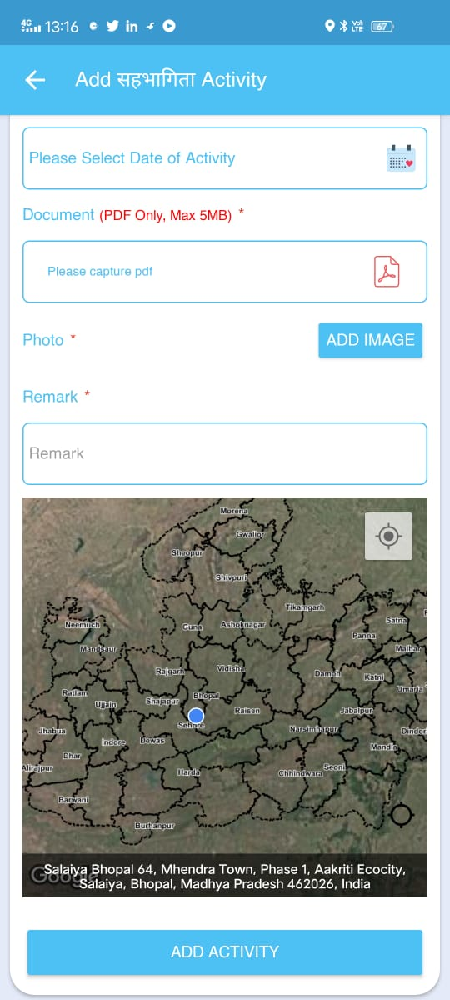 4G 13:16 Vo) LTE 67
Add सहभागिता Activity
Please Select Date of Activity
Document (PDF Only, Max 5MB) *
Please capture pdf
Photo *
ADD IMAGE
Remark *
Remark
Morena
Gwalior
Sheopur
Shivpuri
Tikamgarh
Neemuch
Guna
Ashoknagar
Satna
Panna
Mandsaur
Maihar
Rajgarh
Vidisha
Damoh
Katni
Ratlam
Ujjain
Shajapur
Bhopal
Umaria
Sehore
Raisen
Jabalpur
Jhabua
Indore
Dewas
Narsimhapur
Dindori
Dhar
Mandla
Alirajpur
Harda
Chhindwara
Seoni
Barwani
Burhanpur
Google
Salaiya Bhopal 64, Mhendra Town, Phase 1, Aakriti Ecocity,
Salaiya, Bhopal, Madhya Pradesh 462026, India
ADD ACTIVITY